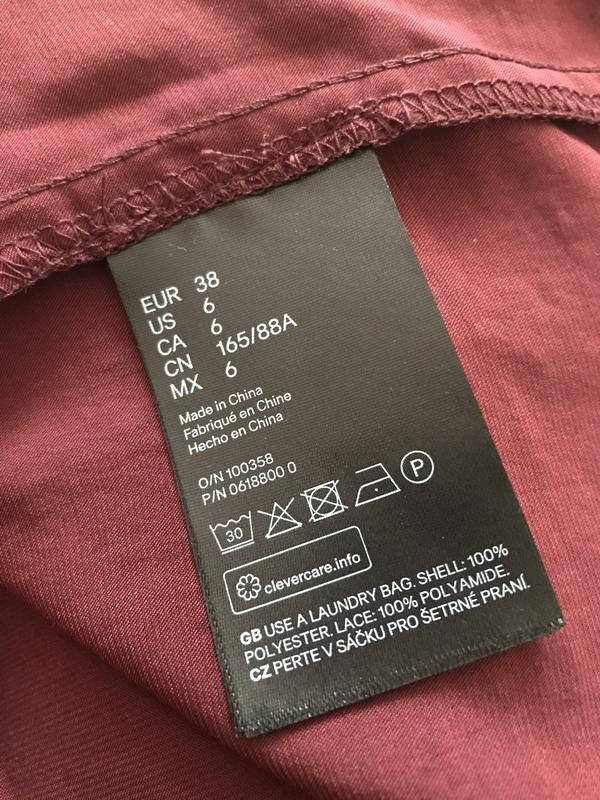 EUR 38
US 6
CA 6
CN 165/88A
MX 6
Made in China
Fabriqué en Chine
Hecho en China
O/N 100358
P/N 0618800 0
30
P
clevercare.info
GB USE A LAUNDRY BAG. SHELL: 100%
POLYESTER. LACE: 100% POLYAMIDE.
CZ PERTE V SÁČKU PRO ŠETRNÉ PRANÍ.